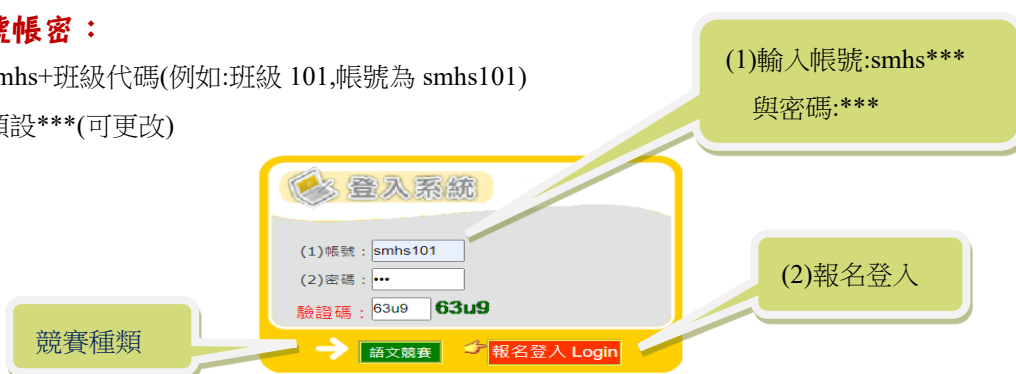 號帳密：
mhs+班級代碼(例如:班級 101,帳號為 smhs101)
預設***(可更改)
(1)輸入帳號:smhs***
與密碼:***
登入系統
(1)帳號：smhs101
(2)密碼：•••
驗證碼：63u9 63u9
(2)報名登入
競賽種類
語文競賽 報名登入 Login